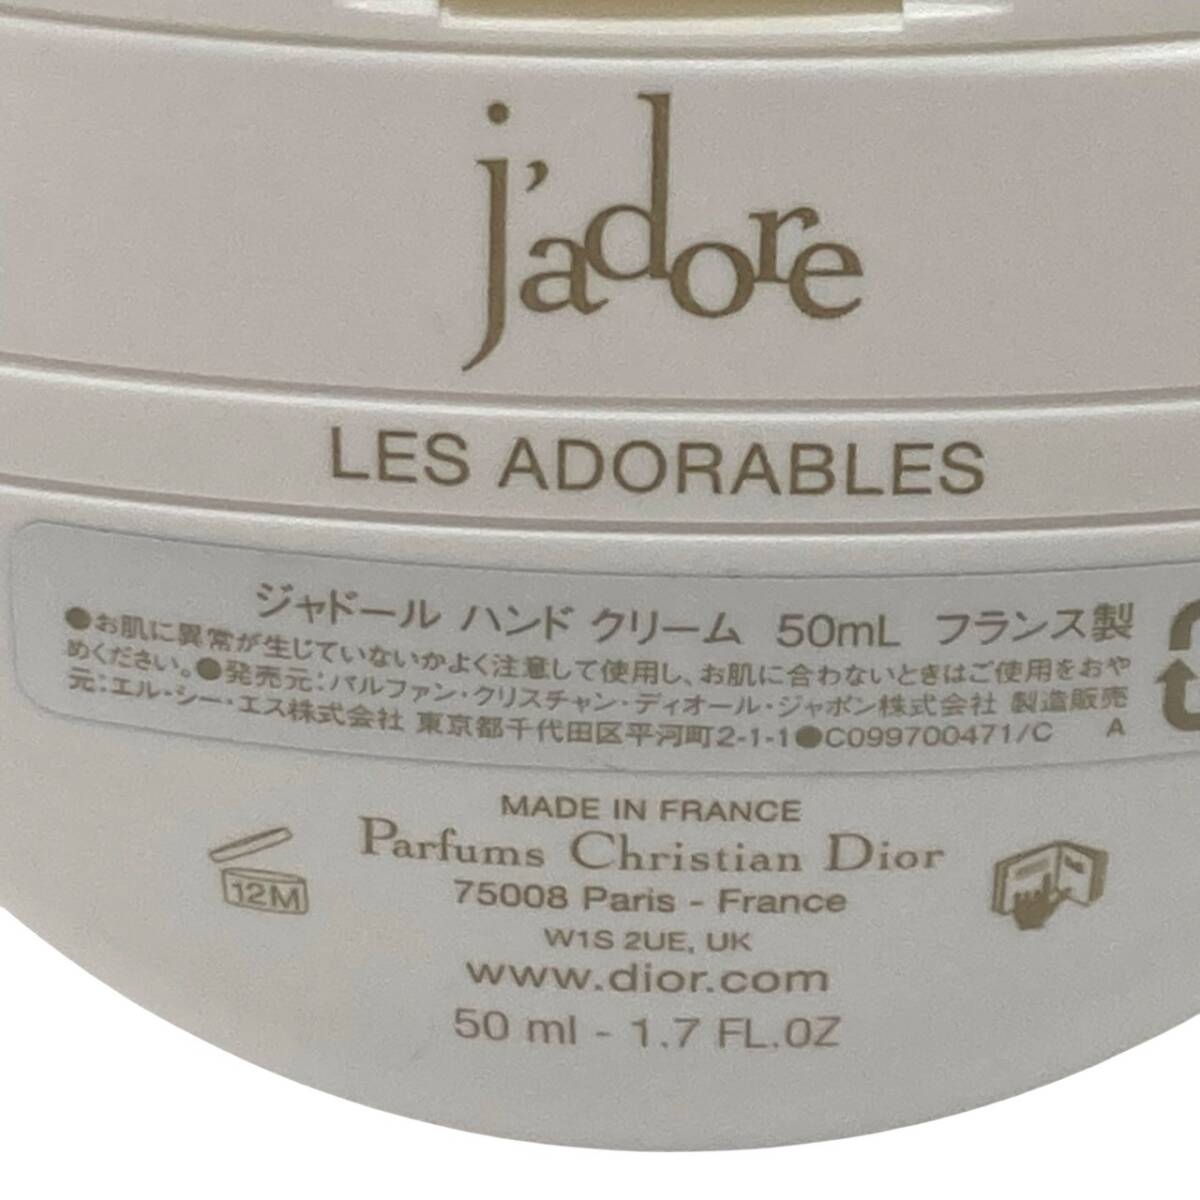 j'adore
LES ADORABLES
ジャドール ハンド クリーム 50mL フランス製
●お肌に異常が生じていないかよく注意して使用し、お肌に合わないときはご使用をおや
めください。●発売元:パルファン・クリスチャン・ディオール・ジャポン株式会社 製造販売
元:エル・シー・エス株式会社 東京都千代田区平河町2-1-1●C099700471/C A
MADE IN FRANCE
Parfums Christian Dior
12M
75008 Paris - France
W1S 2UE, UK
www.dior.com
50 ml - 1.7 FL.OZ